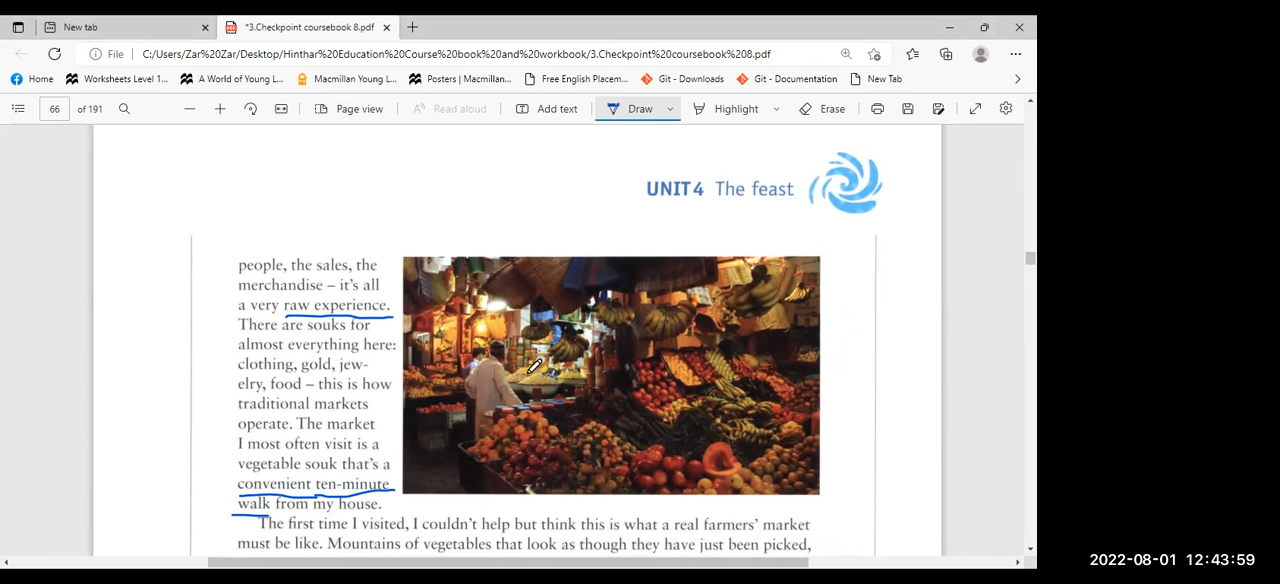 New tab
*3.Checkpoint coursebook 8.pdf
File
C:/Users/Zar%20Zar/Desktop/Hinthar%20Education%20Course%20book%20and%20workbook/3.Checkpoint%20coursebook%208.pdf
Home
Worksheets Level 1...
A World of Young L...
Macmillan Young L...
Posters | Macmillan...
Free English Placem...
Git - Downloads
Git - Documentation
New Tab
66 of 191
Page view
Read aloud
Add text
Draw
Highlight
Erase
UNIT 4 The feast
people, the sales, the
merchandise – it's all
a very raw experience.
There are souks for
almost everything here:
clothing, gold, jew-
elry, food – this is how
traditional markets
operate. The market
I most often visit is a
vegetable souk that's a
convenient ten-minute
walk from my house.
The first time I visited, I couldn't help but think this is what a real farmers' market
must be like. Mountains of vegetables that look as though they have just been picked,
2022-08-01 12:43:59